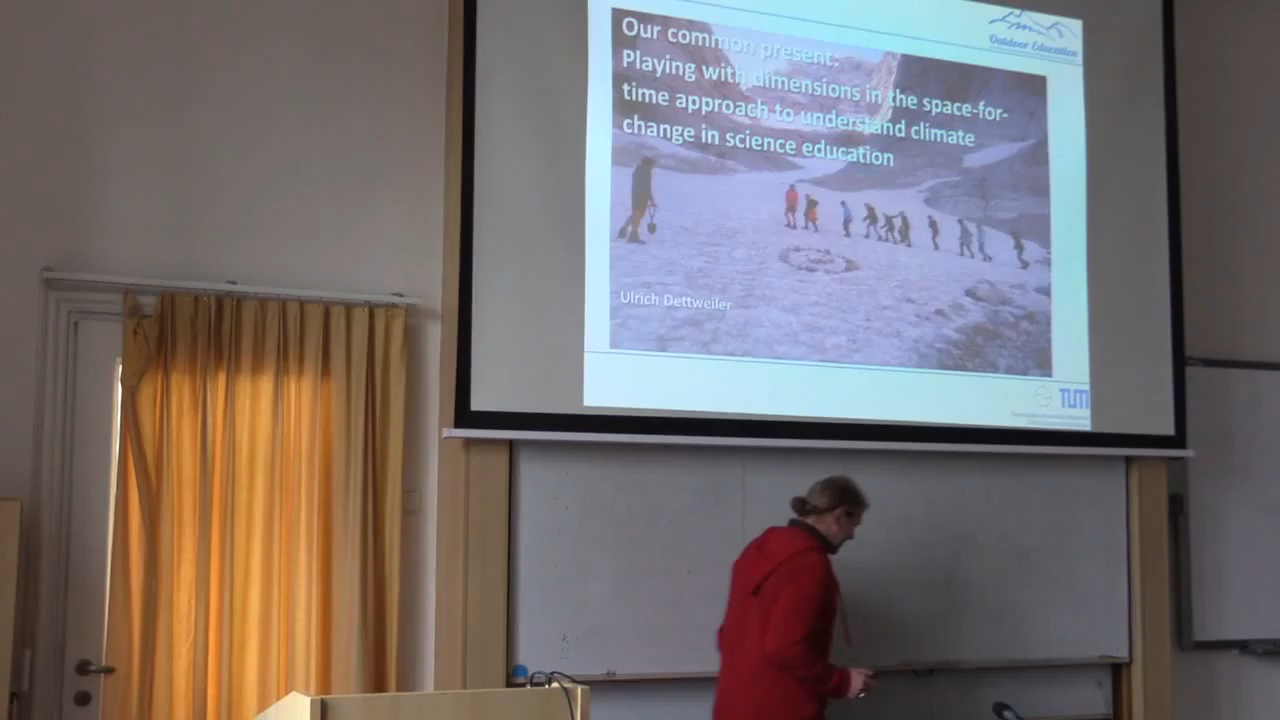 Our common present:
Playing with dimensions in the space-for-
time approach to understand climate
change in science education
Outdoor Education
Ulrich Dettweiler
TUM